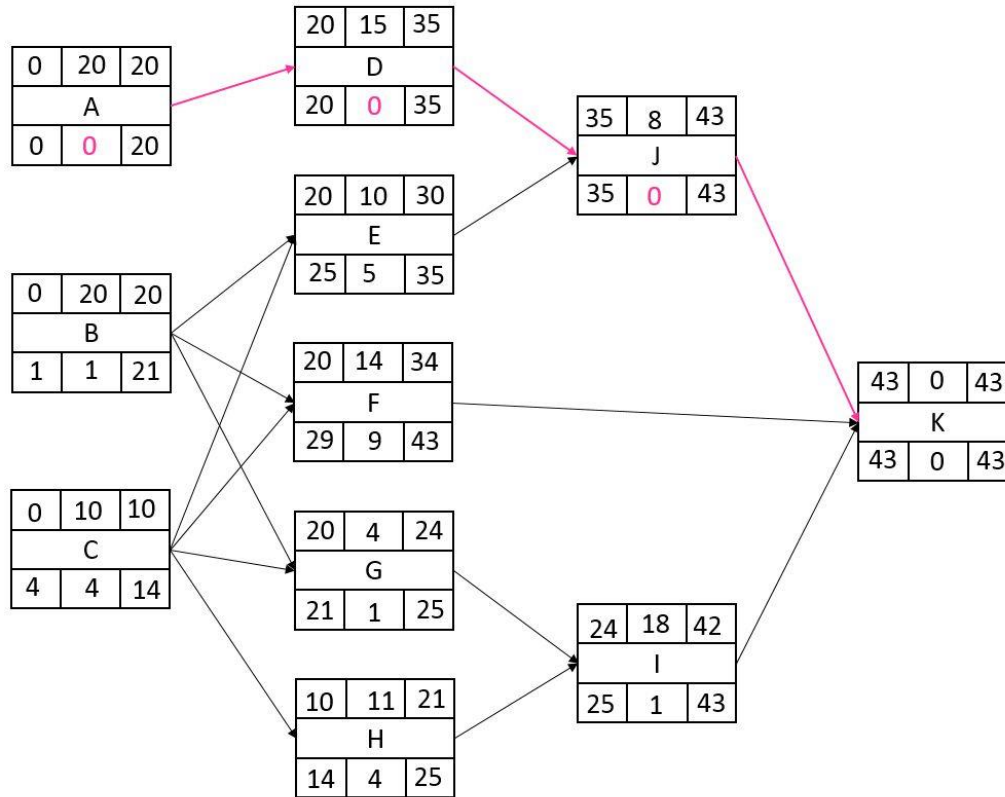 0 20 20
A
0 0 20
20 15 35
D
20 0 35
35 8 43
J
35 0 43
20 10 30
E
25 5 35
0 20 20
B
1 1 21
20 14 34
F
29 9 43
43 0 43
K
43 0 43
0 10 10
C
4 4 14
20 4 24
G
21 1 25
24 18 42
I
25 1 43
10 11 21
H
14 4 25